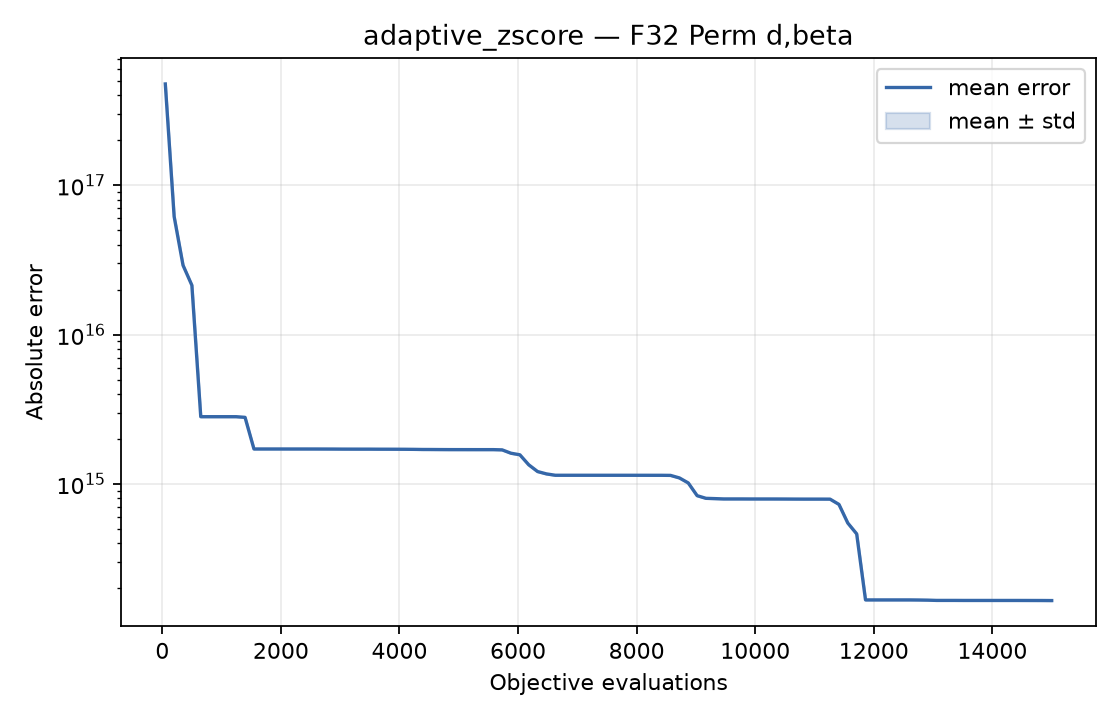 adaptive_zscore — F32 Perm d,beta
mean error
mean ± std
Absolute error
10^17
10^16
10^15
0 2000 4000 6000 8000 10000 12000 14000
Objective evaluations